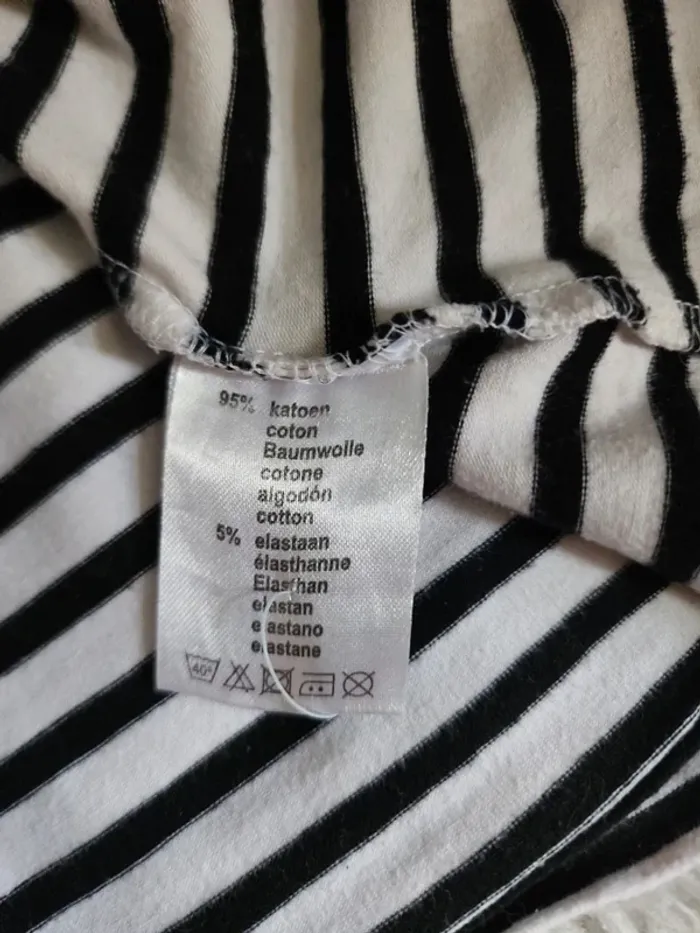 95% katoen
coton
Baumwolle
cotone
algodón
cotton
5% elastaan
élasthanne
Elasthan
elastan
elastano
elastane
40°